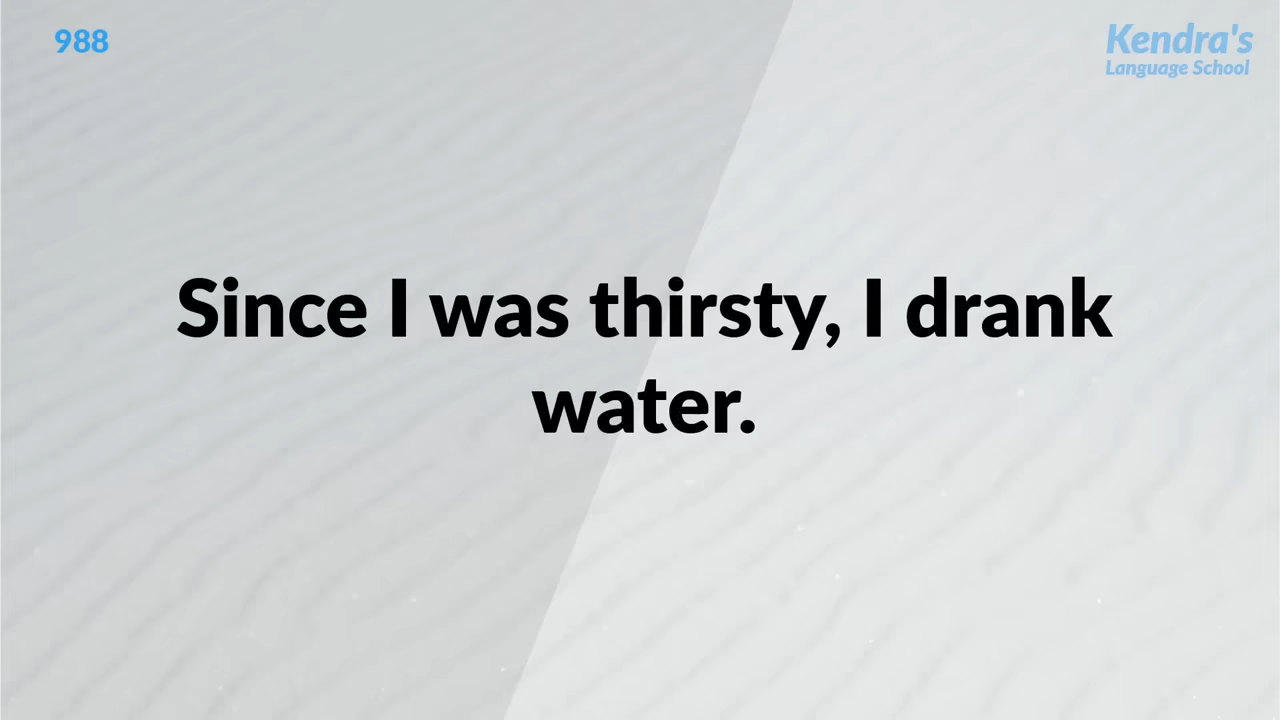 988
Kendra's
Language School
Since I was thirsty, I drank
water.